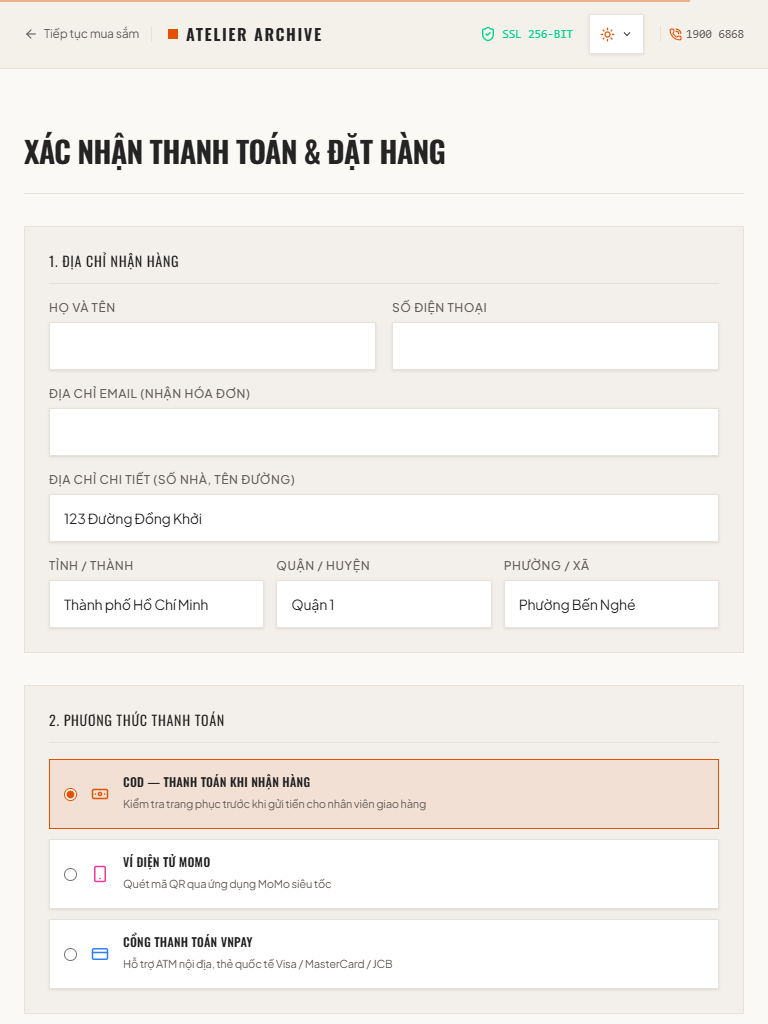 Tiếp tục mua sắm
ATELIER ARCHIVE
SSL 256-BIT
1900 6868
XÁC NHẬN THANH TOÁN & ĐẶT HÀNG
1. ĐỊA CHỈ NHẬN HÀNG
HỌ VÀ TÊN
SỐ ĐIỆN THOẠI
ĐỊA CHỈ EMAIL (NHẬN HÓA ĐƠN)
ĐỊA CHỈ CHI TIẾT (SỐ NHÀ, TÊN ĐƯỜNG)
123 Đường Đồng Khởi
TỈNH / THÀNH
QUẬN / HUYỆN
PHƯỜNG / XÃ
Thành phố Hồ Chí Minh
Quận 1
Phường Bến Nghé
2. PHƯƠNG THỨC THANH TOÁN
COD — THANH TOÁN KHI NHẬN HÀNG
Kiểm tra trang phục trước khi gửi tiền cho nhân viên giao hàng
VÍ ĐIỆN TỬ MOMO
Quét mã QR qua ứng dụng MoMo siêu tốc
CỔNG THANH TOÁN VNPAY
Hỗ trợ ATM nội địa, thẻ quốc tế Visa / MasterCard / JCB